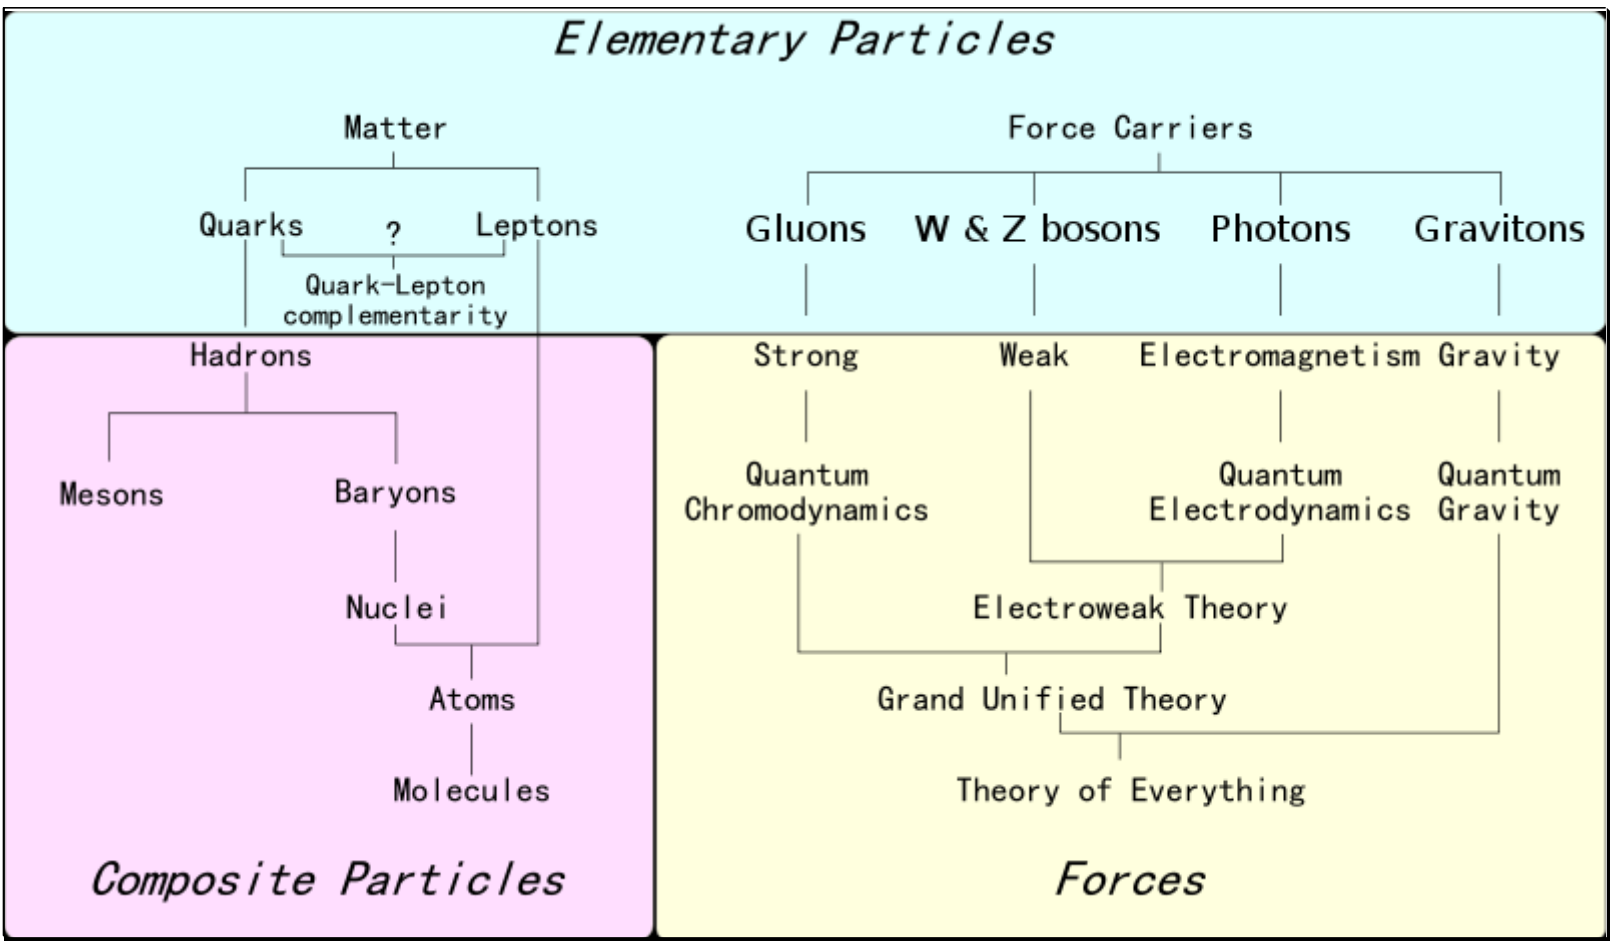 Elementary Particles
Matter
Force Carriers
Quarks
?
Leptons
Gluons
W & Z bosons
Photons
Gravitons
Quark-Lepton
complementarity
Hadrons
Strong
Weak
Electromagnetism
Gravity
Mesons
Baryons
Quantum
Chromodynamics
Quantum
Electrodynamics
Quantum
Gravity
Nuclei
Electroweak Theory
Atoms
Grand Unified Theory
Molecules
Theory of Everything
Composite Particles
Forces